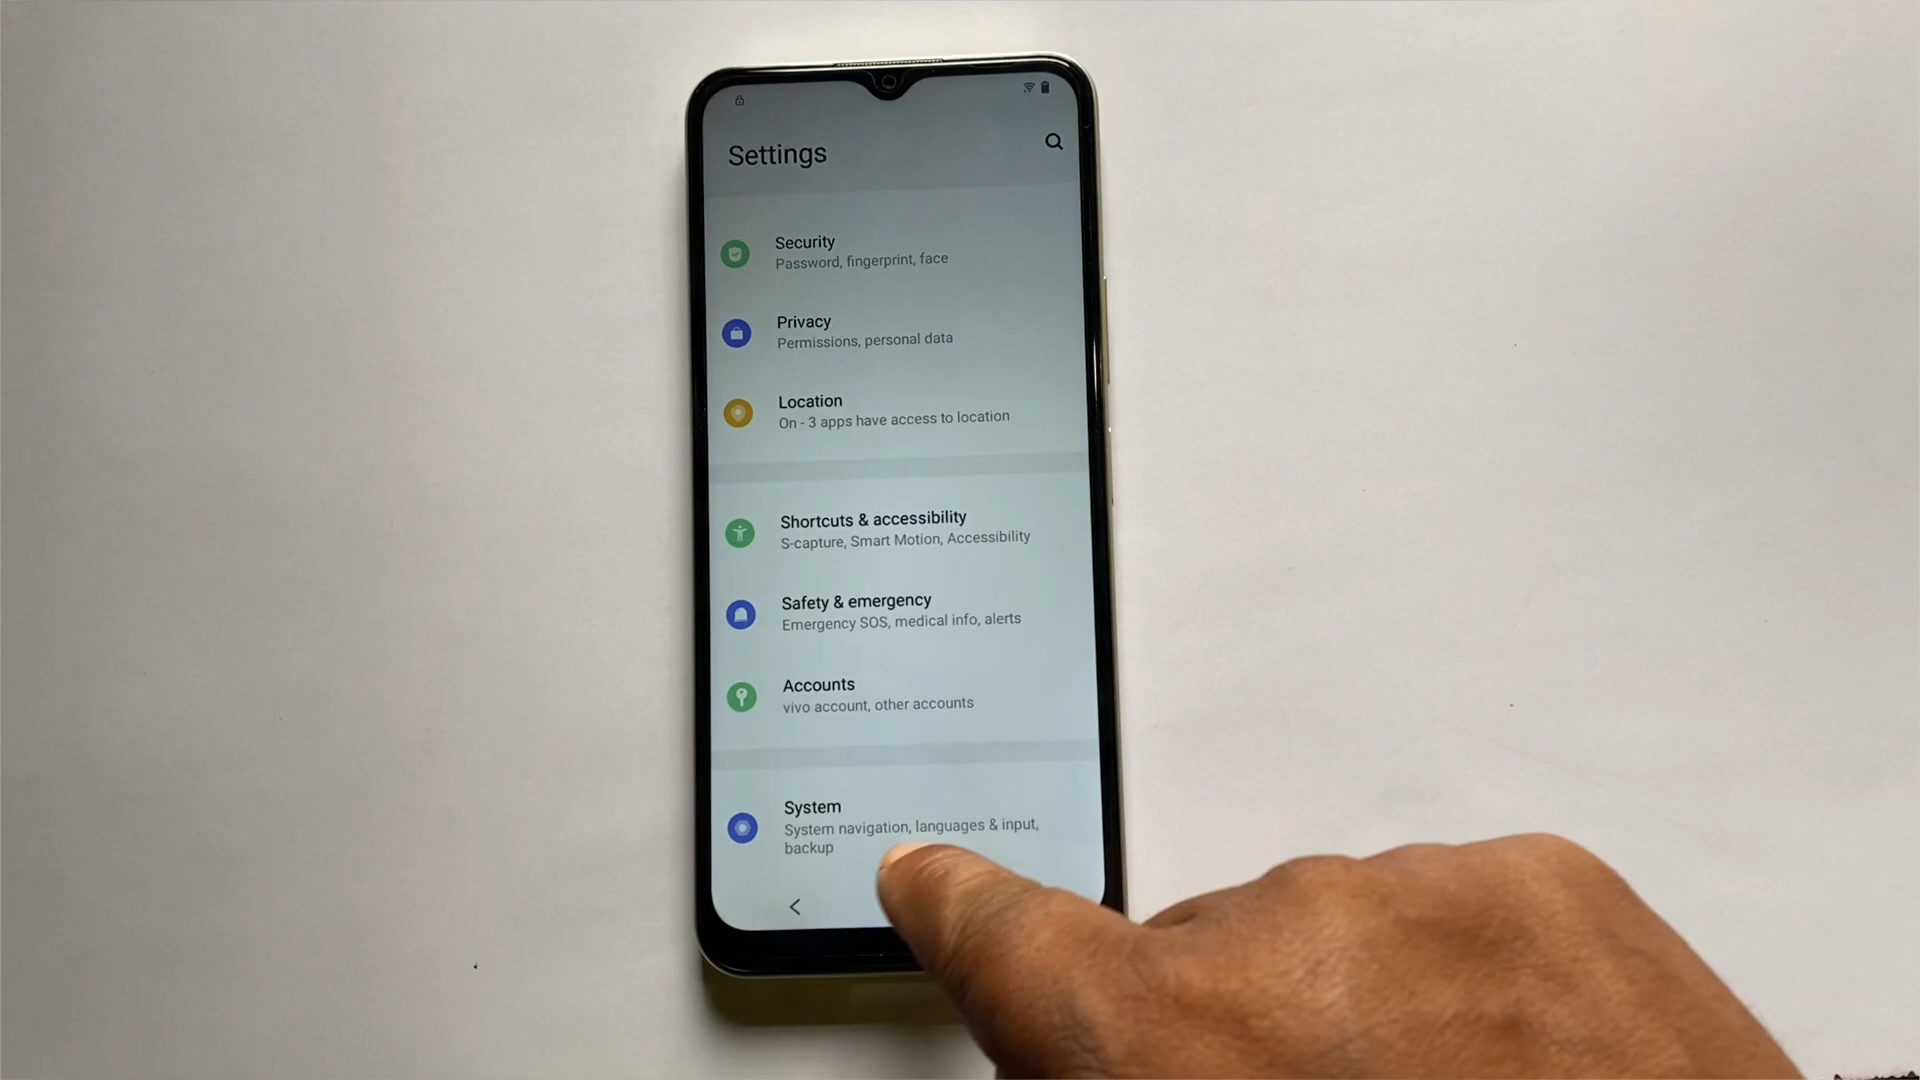 Settings
Security
Password, fingerprint, face
Privacy
Permissions, personal data
Location
On - 3 apps have access to location
Shortcuts & accessibility
S-capture, Smart Motion, Accessibility
Safety & emergency
Emergency SOS, medical info, alerts
Accounts
vivo account, other accounts
System
System navigation, languages & input,
backup